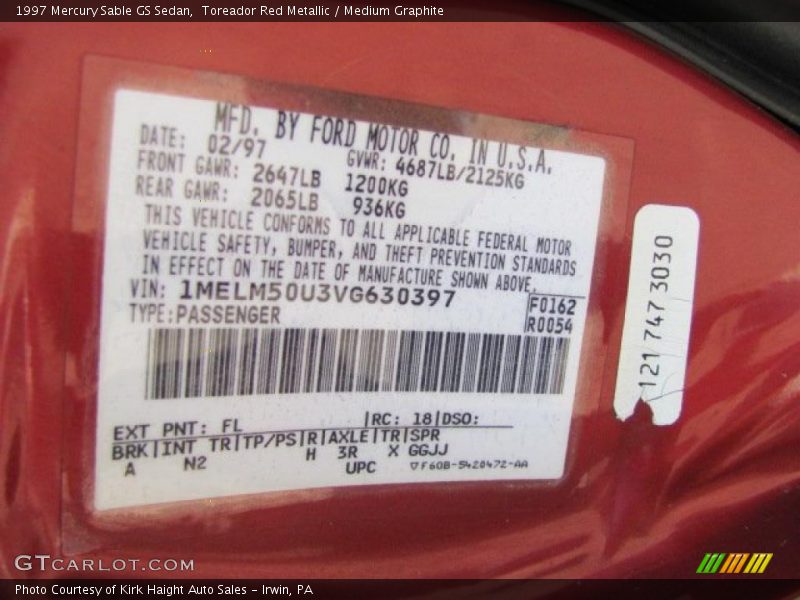 1997 Mercury Sable GS Sedan,  Toreador Red Metallic / Medium Graphite
MFD. BY FORD MOTOR CO. IN U.S.A.
DATE: 02/97 GVWR: 4687LB/2125KG
FRONT GAWR: 2647LB 1200KG
REAR GAWR: 2065LB 936KG
THIS VEHICLE CONFORMS TO ALL APPLICABLE FEDERAL MOTOR
VEHICLE SAFETY, BUMPER, AND THEFT PREVENTION STANDARDS
IN EFFECT ON THE DATE OF MANUFACTURE SHOWN ABOVE.
VIN: 1MELM50U3VG630397 F0162
TYPE:PASSENGER R0054
EXT PNT: FL |RC: 18|DSO:
BRK|INT TR|TP/PS|R|AXLE|TR|SPR
A N2 H 3R X GGJJ
UPC ▽F60B-5420472-AA
121 747 3030
GTCARLOT.COM
Photo Courtesy of Kirk Haight Auto Sales - Irwin, PA